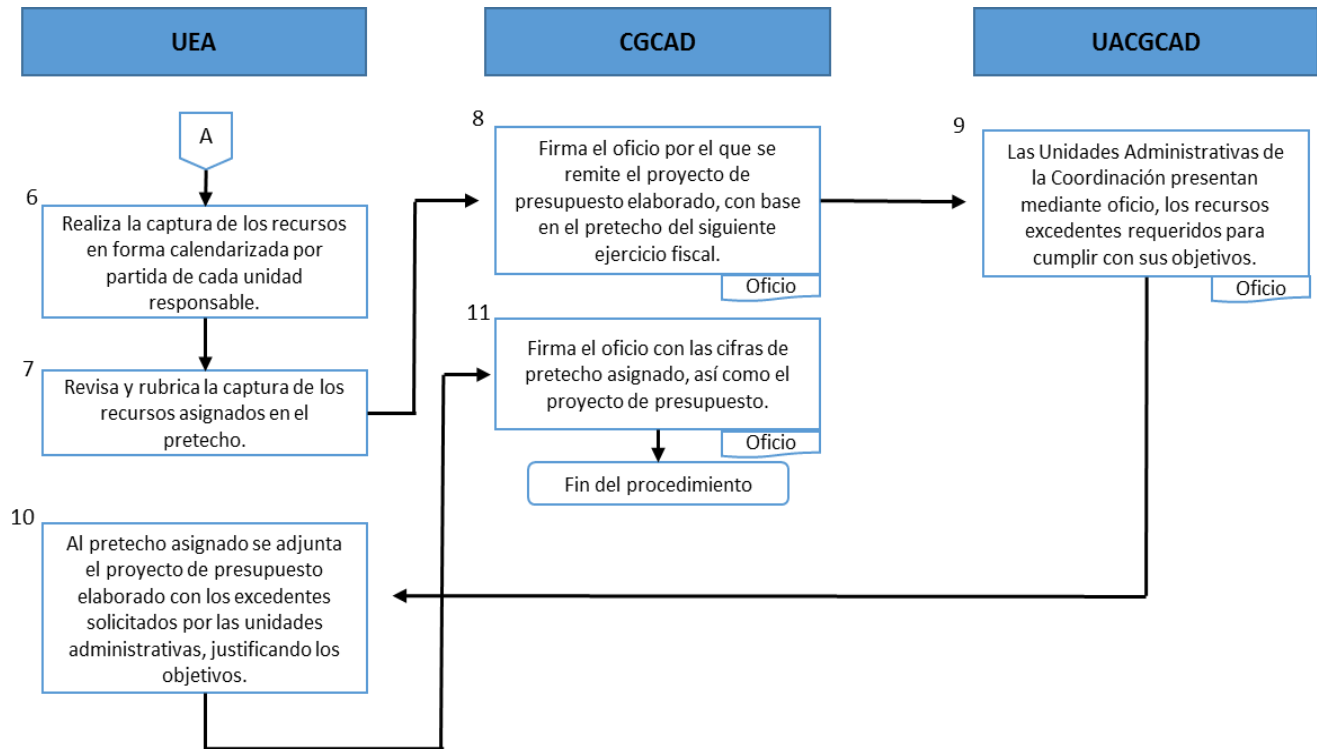 UEA
CGCAD
UACGCAD
A
6
Realiza la captura de los recursos
en forma calendarizada por
partida de cada unidad
responsable.
7
Revisa y rubrica la captura de los
recursos asignados en el
pretecho.
8
Firma el oficio por el que se
remite el proyecto de
presupuesto elaborado, con base
en el pretecho del siguiente
ejercicio fiscal.
Oficio
9
Las Unidades Administrativas de
la Coordinación presentan
mediante oficio, los recursos
excedentes requeridos para
cumplir con sus objetivos.
Oficio
10
Al pretecho asignado se adjunta
el proyecto de presupuesto
elaborado con los excedentes
solicitados por las unidades
administrativas, justificando los
objetivos.
11
Firma el oficio con las cifras de
pretecho asignado, así como el
proyecto de presupuesto.
Oficio
Fin del procedimiento